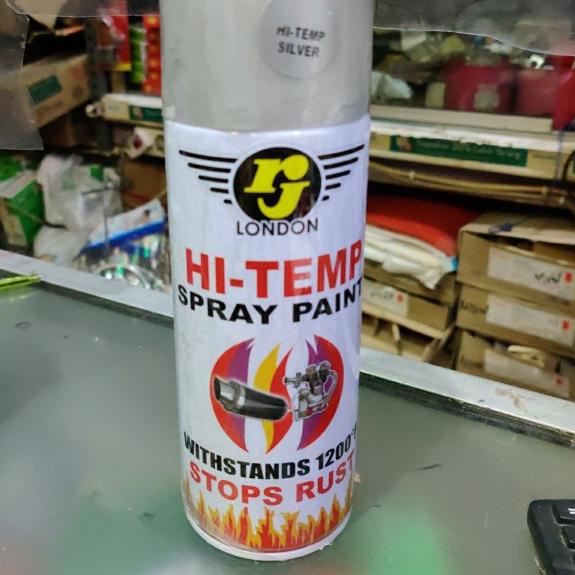 HI-TEMP
SILVER
rj
LONDON
HI-TEMP
SPRAY PAINT
WITHSTANDS 1200°F
STOPS RUST